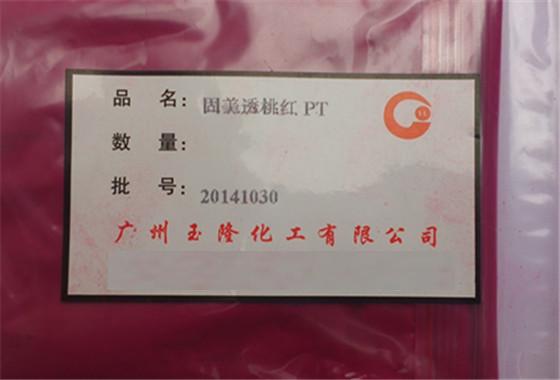 品 名：固美透桃红 PT
数 量：
批 号：20141030
广州玉隆化工有限公司